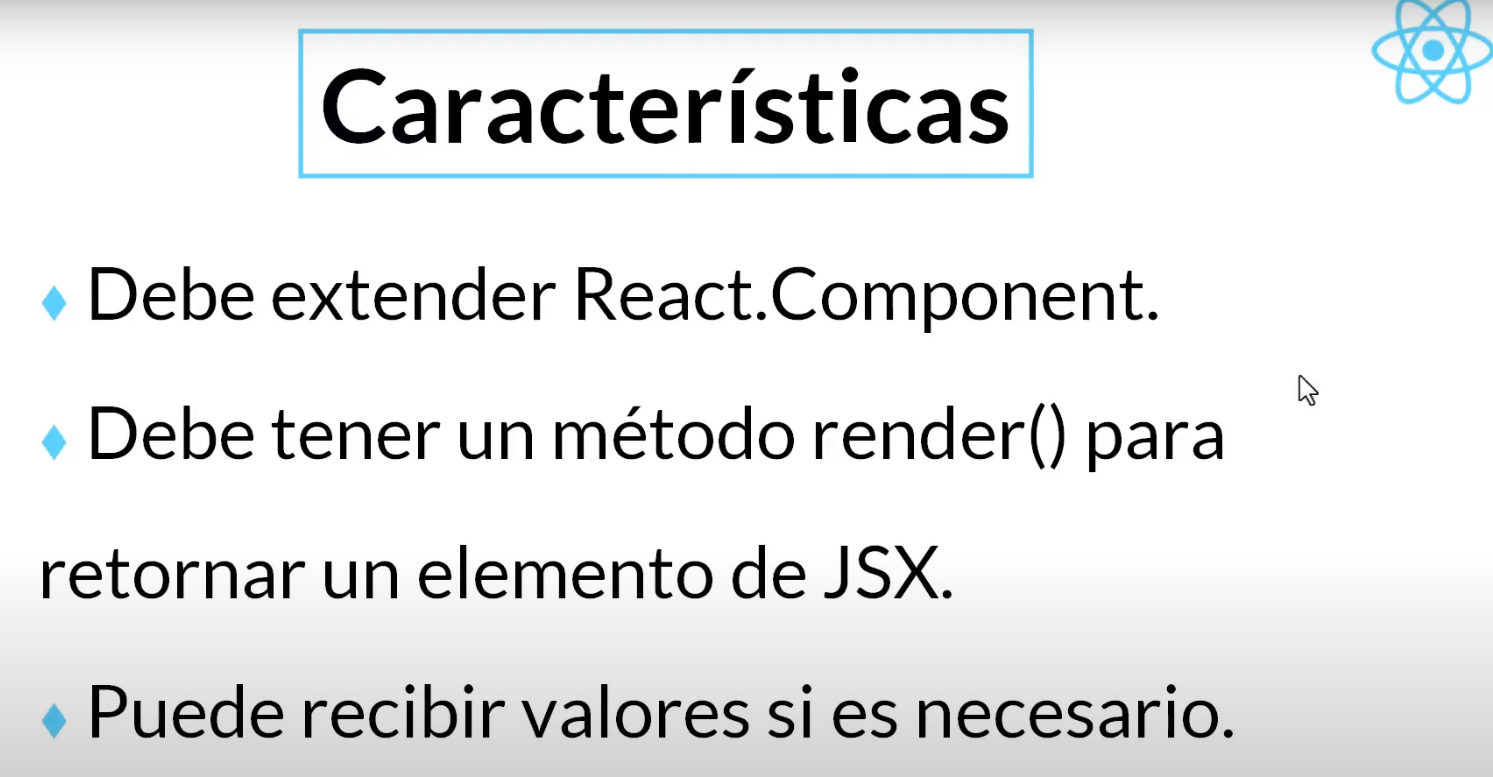 Características
Debe extender React.Component.
Debe tener un método render() para
retornar un elemento de JSX.
Puede recibir valores si es necesario.